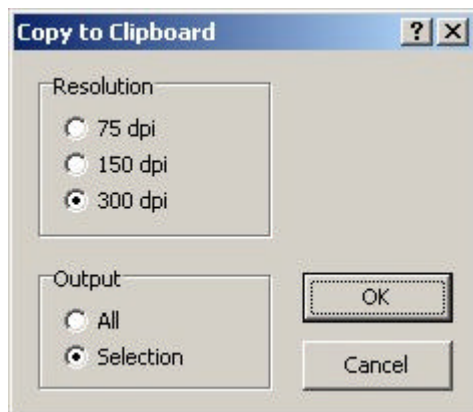 Copy to Clipboard
Resolution
75 dpi
150 dpi
300 dpi
Output
All
Selection
OK
Cancel